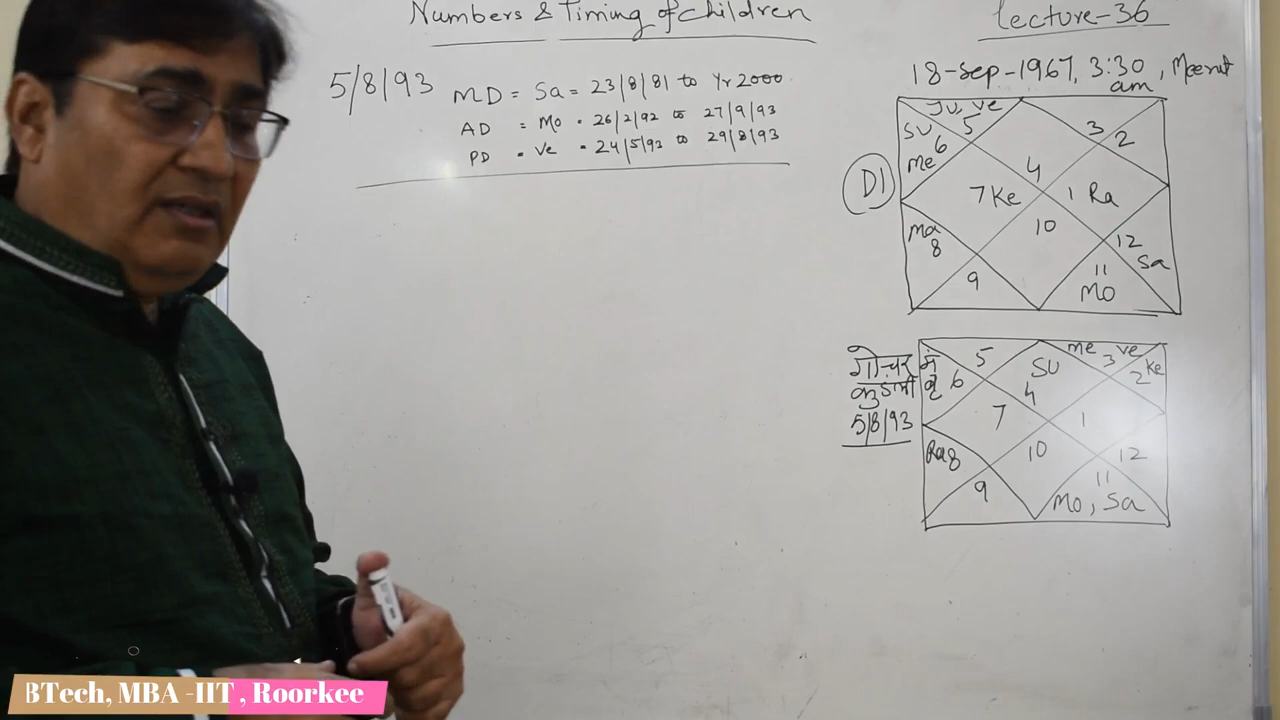 Numbers & Timing of children
Lecture-36
5/8/93
MD = Sa = 23/8/81 to Yr 2000
AD = Mo = 26/2/92 to 27/9/93
PD = Ve = 24/5/93 to 29/8/93
18-Sep-1967, 3:30 am, Meerut
D1
Ju, Ve
5
Su
6
Me
3
2
4
7 Ke
1 Ra
10
Ma
8
9
11
Mo
12
Sa
गोचर में
5/8/93
5
6
Su
4
Me 3 Ve
2 Ke
7
1
Ra 8
10
12
9
11
Mo, Sa
BTech, MBA -IIT , Roorkee